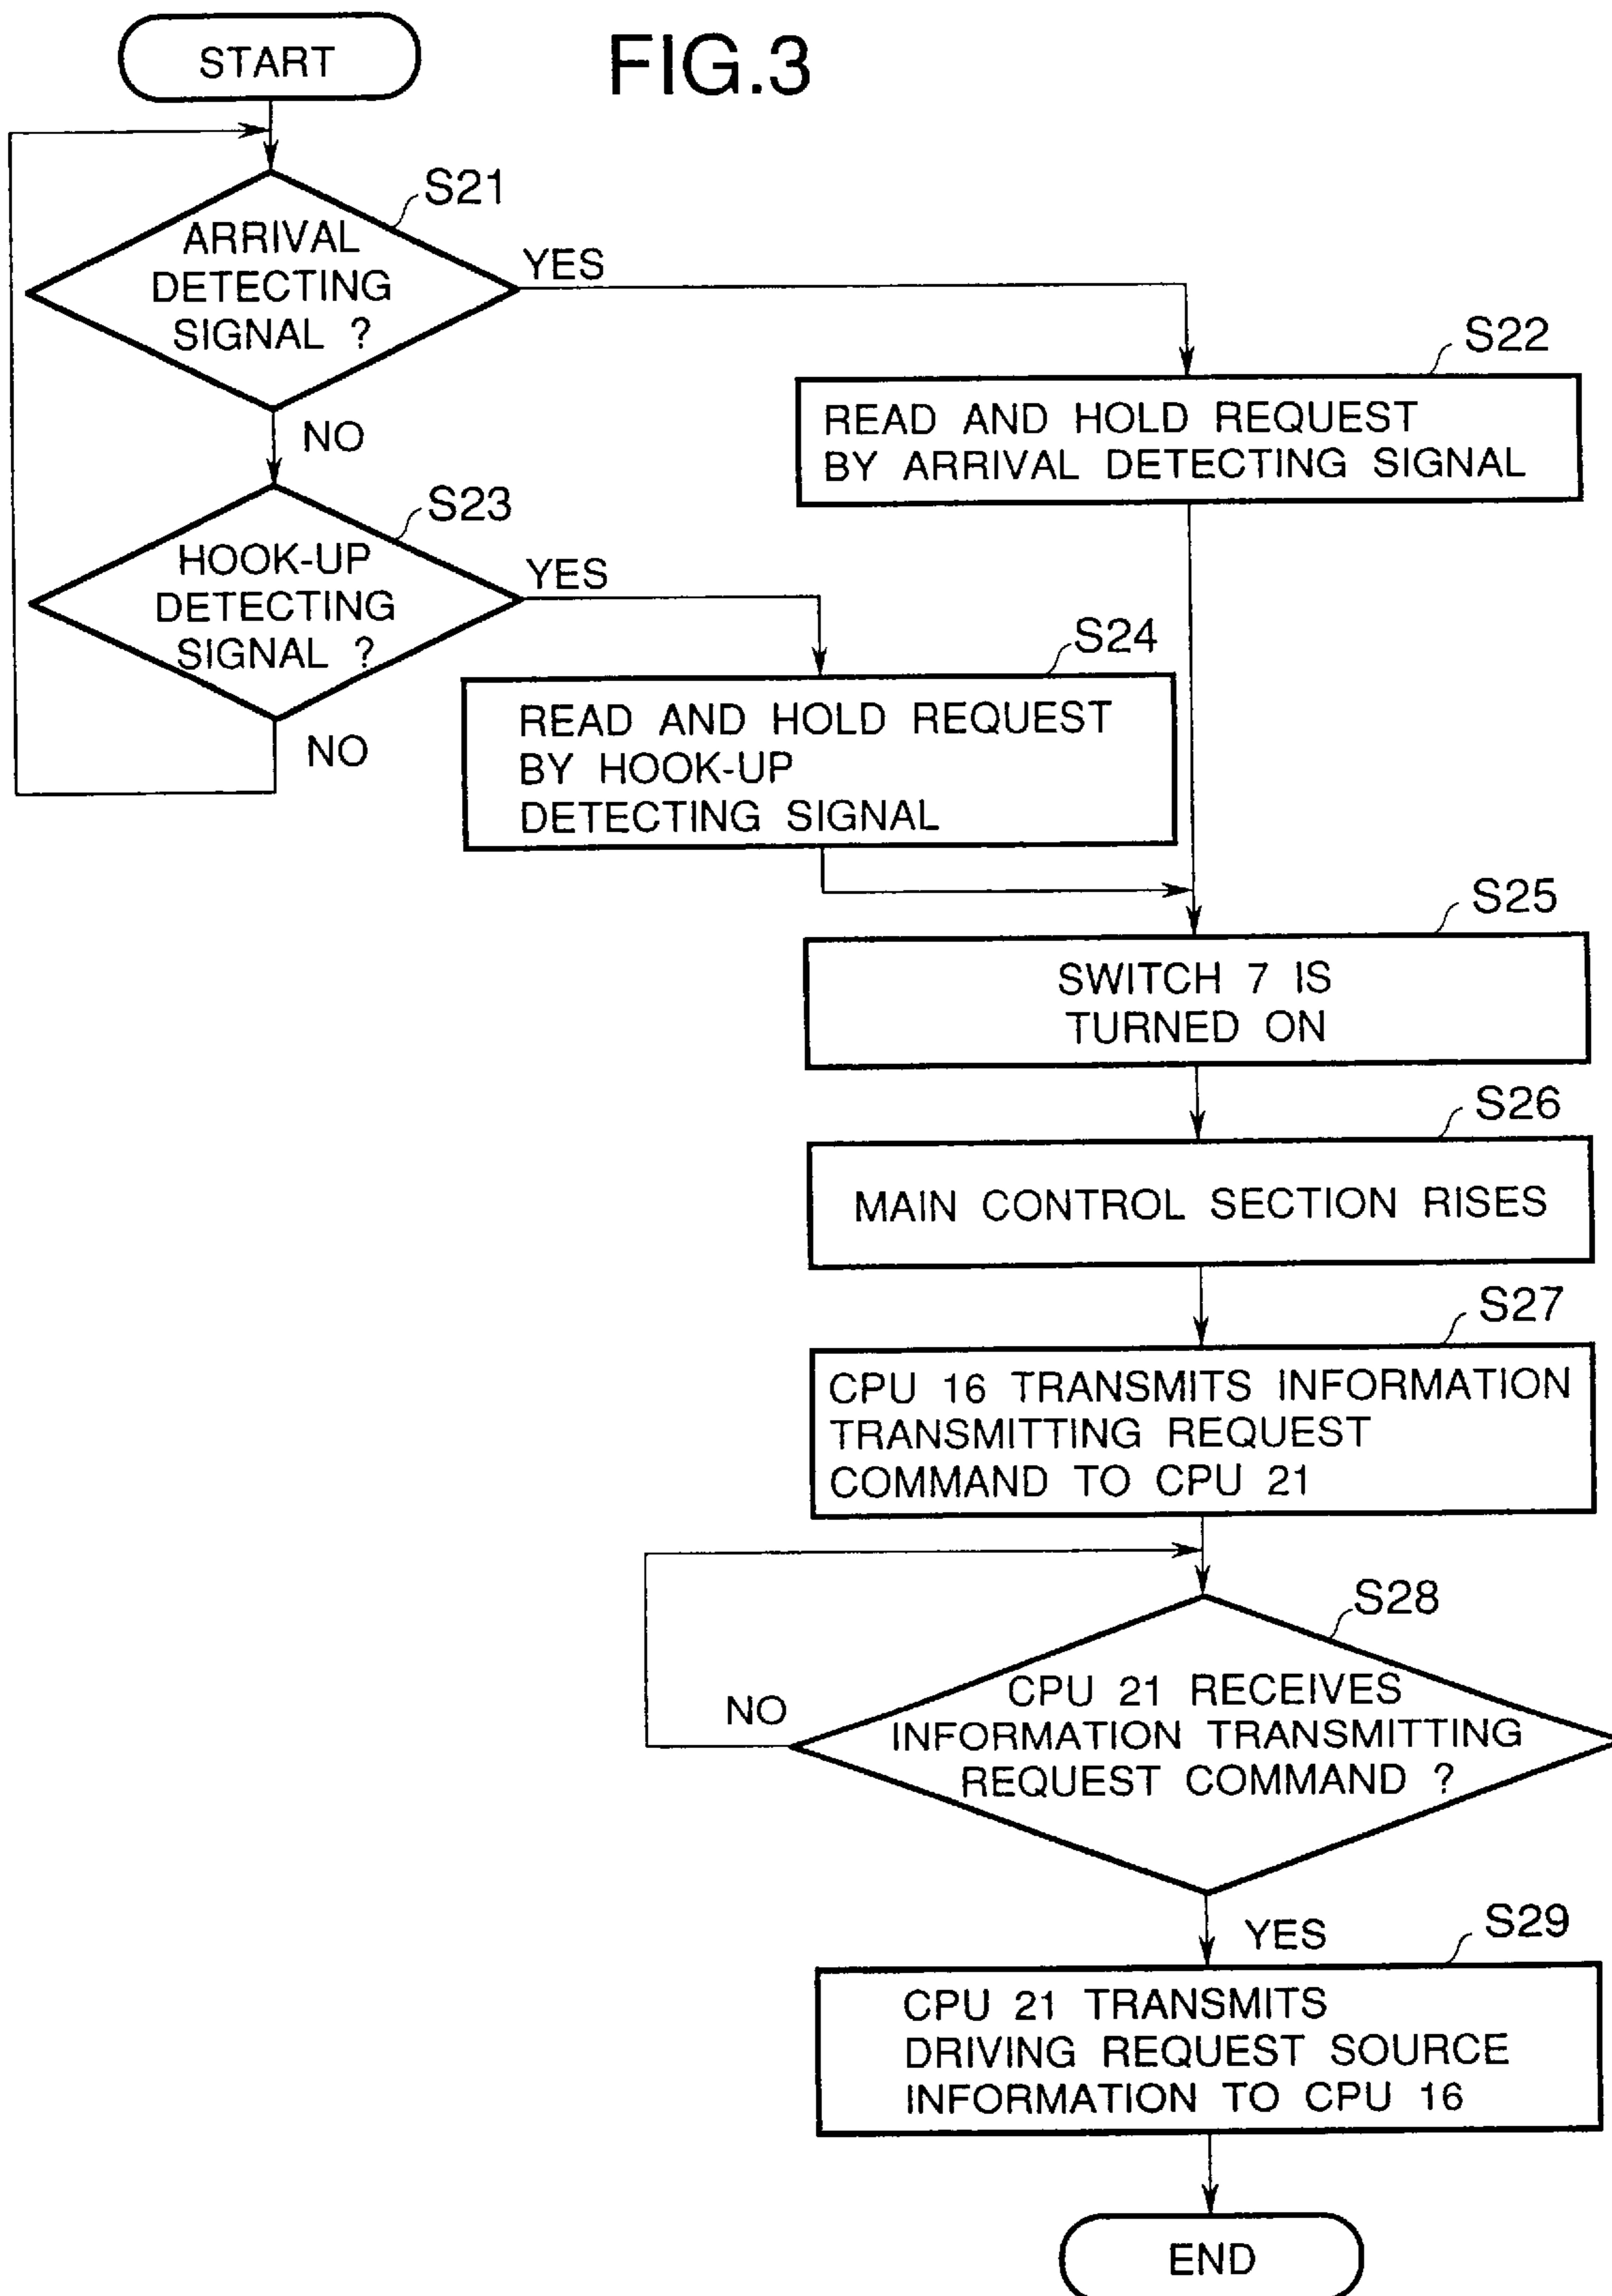 FIG.3
START
S21
ARRIVAL
DETECTING
SIGNAL ?
YES
NO
S22
READ AND HOLD REQUEST
BY ARRIVAL DETECTING SIGNAL
S23
HOOK-UP
DETECTING
SIGNAL ?
YES
NO
S24
READ AND HOLD REQUEST
BY HOOK-UP
DETECTING SIGNAL
S25
SWITCH 7 IS
TURNED ON
S26
MAIN CONTROL SECTION RISES
S27
CPU 16 TRANSMITS INFORMATION
TRANSMITTING REQUEST
COMMAND TO CPU 21
S28
CPU 21 RECEIVES
INFORMATION TRANSMITTING
REQUEST COMMAND ?
NO
YES
S29
CPU 21 TRANSMITS
DRIVING REQUEST SOURCE
INFORMATION TO CPU 16
END